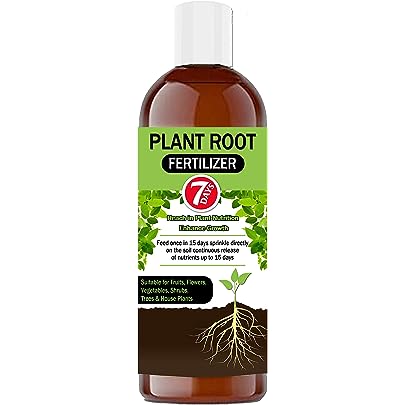 PLANT ROOT
FERTILIZER
7
DAYS
Reach in Plant Nutrition
Enhance Growth
Feed once in 15 days sprinkle directly
on the soil continuous release
of nutrients up to 15 days
Suitable for Fruits, Flowers,
Vegetables, Shrubs,
Trees & House Plants